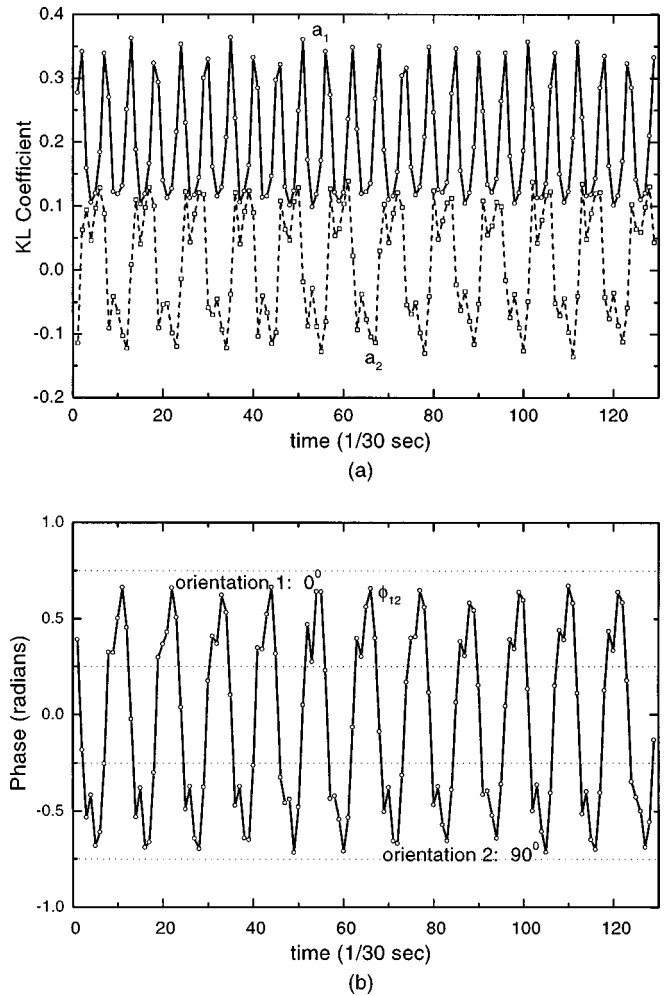 0.4
0.3
0.2
0.1
0.0
-0.1
-0.2
KL Coefficient
a₁
a₂
0 20 40 60 80 100 120
time (1/30 sec)
(a)
1.0
0.5
0.0
-0.5
-1.0
Phase (radians)
orientation 1: 0⁰
ϕ₁₂
orientation 2: 90⁰
0 20 40 60 80 100 120
time (1/30 sec)
(b)